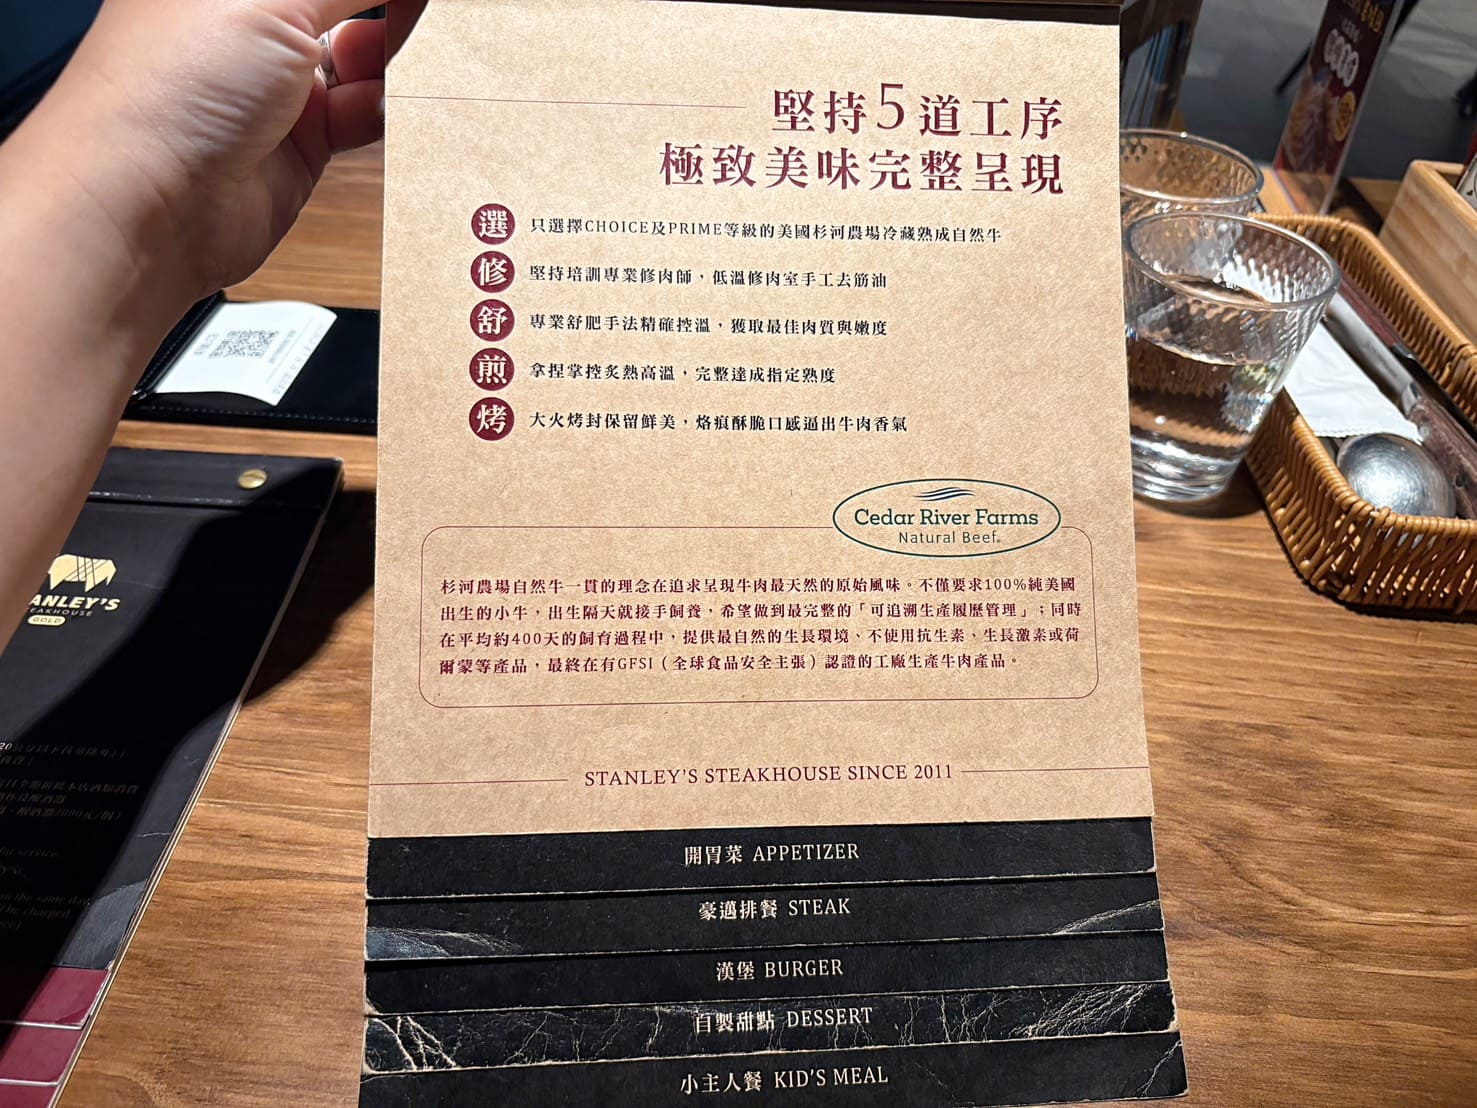 堅持5道工序
極致美味完整呈現
選 只選擇CHOICE及PRIME等級的美國杉河農場冷藏熟成自然牛
修 堅持培訓專業修肉師，低溫修肉室手工去筋油
舒 專業舒肥手法精確控溫，獲取最佳肉質與嫩度
煎 拿捏掌控炙熱高溫，完整達成指定熟度
烤 大火烤封保留鮮美，烙痕酥脆口感逼出牛肉香氣
Cedar River Farms
Natural Beef®
杉河農場自然牛一貫的理念在追求呈現牛肉最天然的原始風味。不僅要求100%純美國
出生的小牛，出生隔天就接手飼養，希望做到最完整的「可追溯生產履歷管理」；同時
在平均約400天的飼育過程中，提供最自然的生長環境、不使用抗生素、生長激素或荷
爾蒙等產品，最終在有GFSI（全球食品安全主張）認證的工廠生產牛肉產品。
STANLEY'S STEAKHOUSE SINCE 2011
開胃菜 APPETIZER
豪邁排餐 STEAK
漢堡 BURGER
自製甜點 DESSERT
小主人餐 KID'S MEAL
ANLEY'S
EAKHOUSE
GOLD
the same day
be charged.